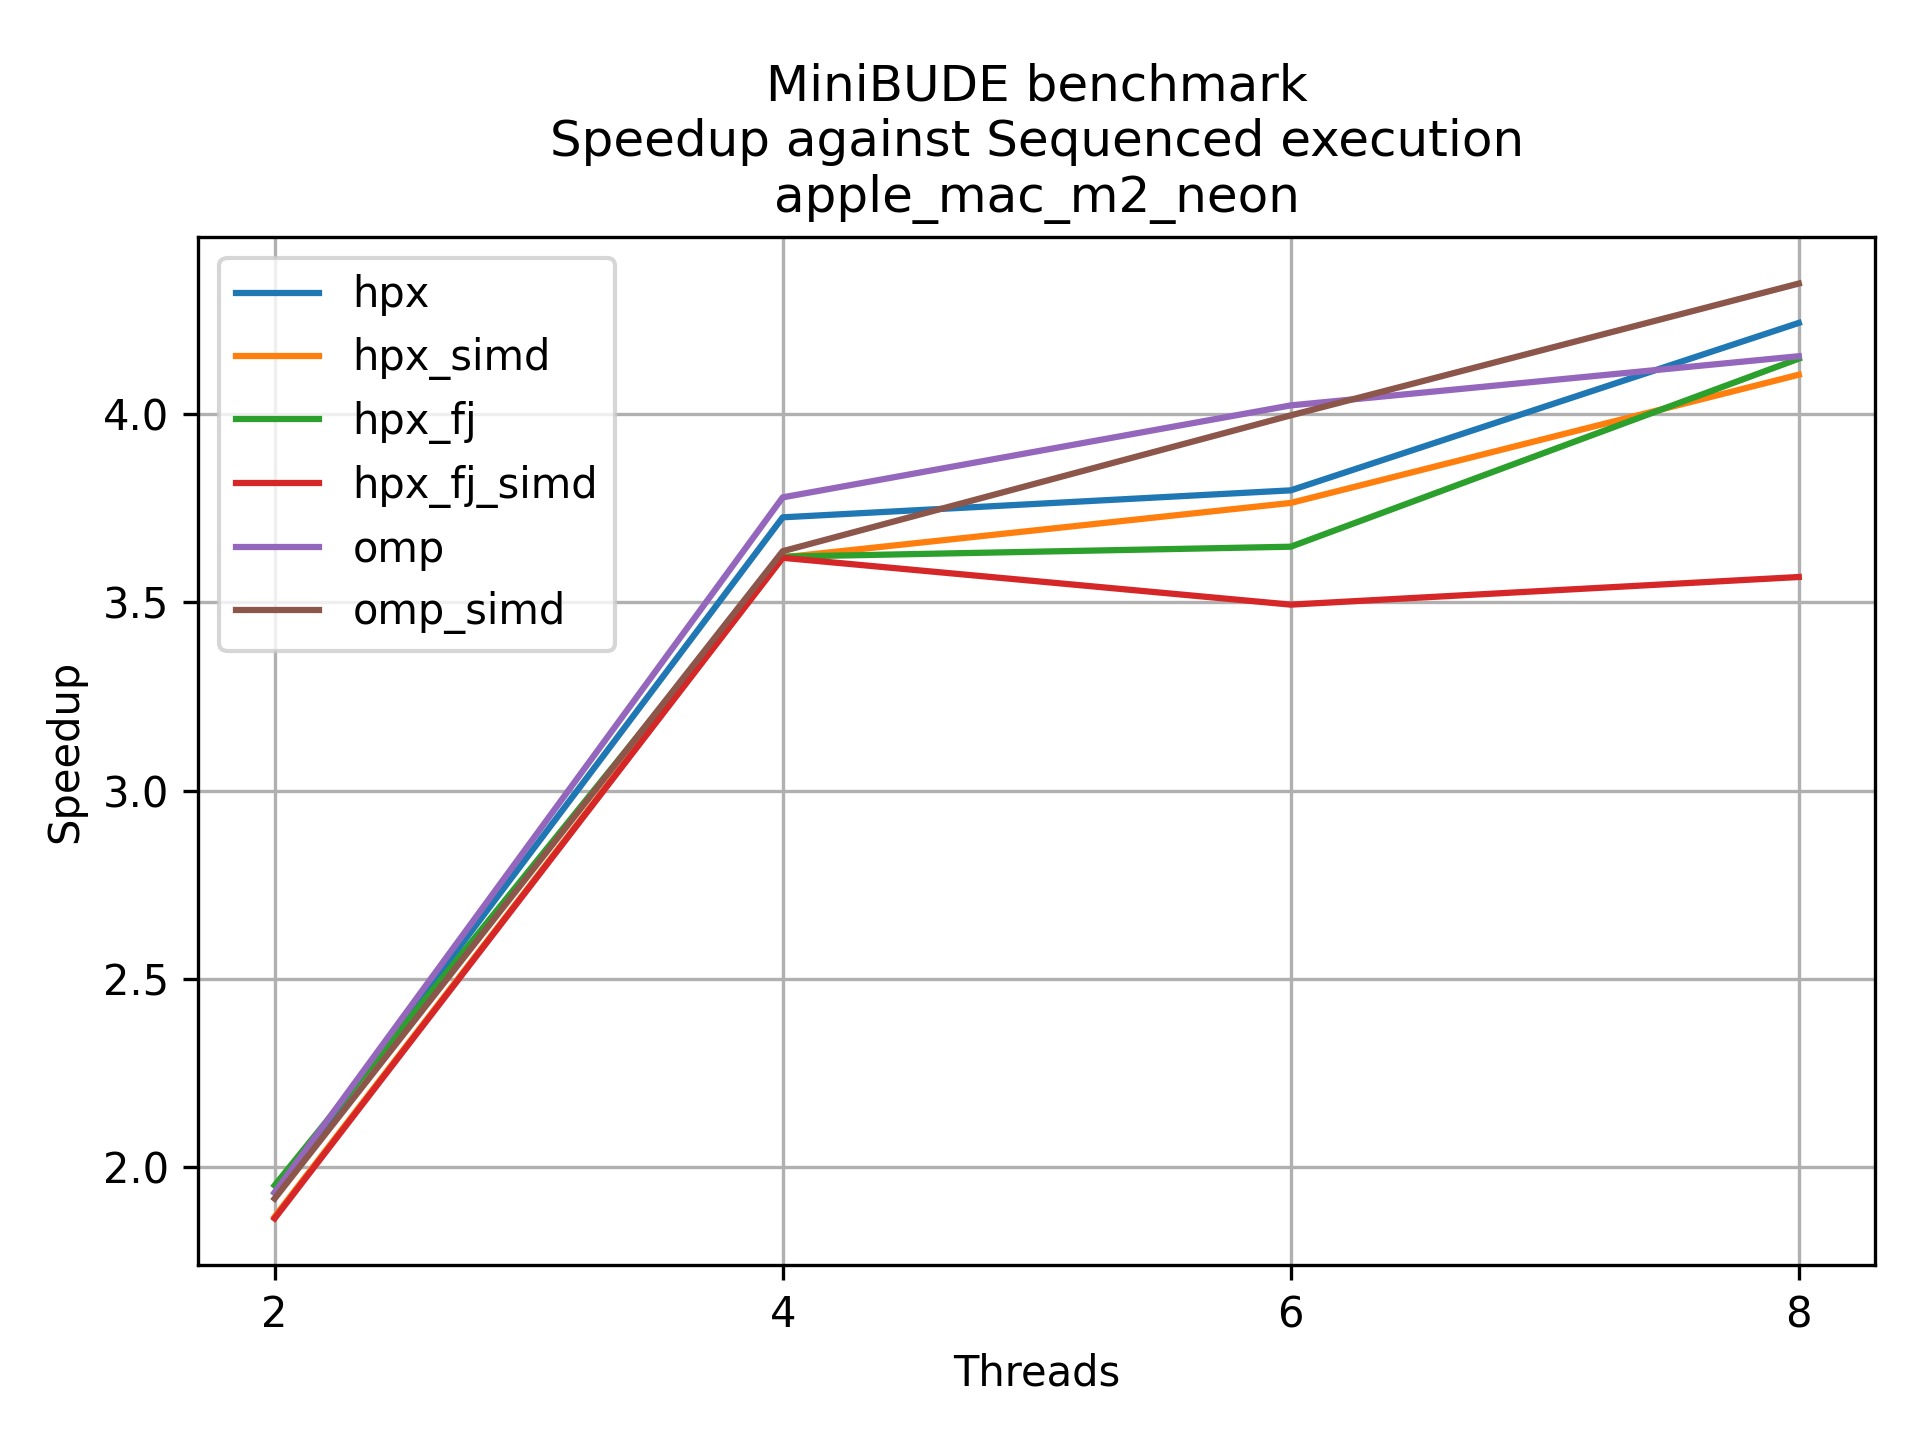 MiniBUDE benchmark
Speedup against Sequenced execution
apple_mac_m2_neon
hpx
hpx_simd
hpx_fj
hpx_fj_simd
omp
omp_simd
Speedup
4.0
3.5
3.0
2.5
2.0
2 4 6 8
Threads